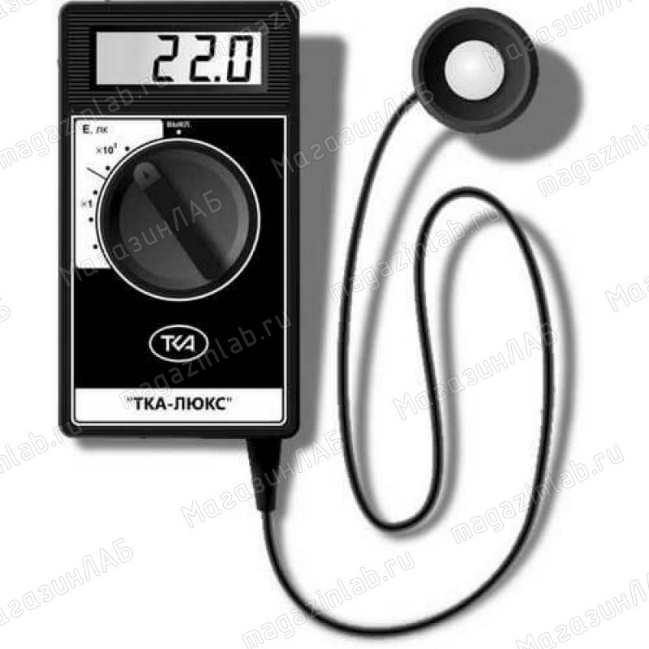 22.0
ВЫКЛ.
Е, лк
×10³
×1
ТКА
"ТКА-ЛЮКС"
МагазинЛАБ
magazinlab.ru